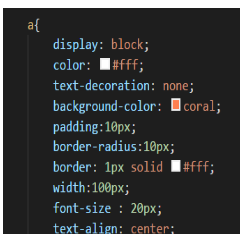 a{
display: block;
color: #fff;
text-decoration: none;
background-color: coral;
padding:10px;
border-radius:10px;
border: 1px solid #fff;
width:100px;
font-size : 20px;
text-align: center;